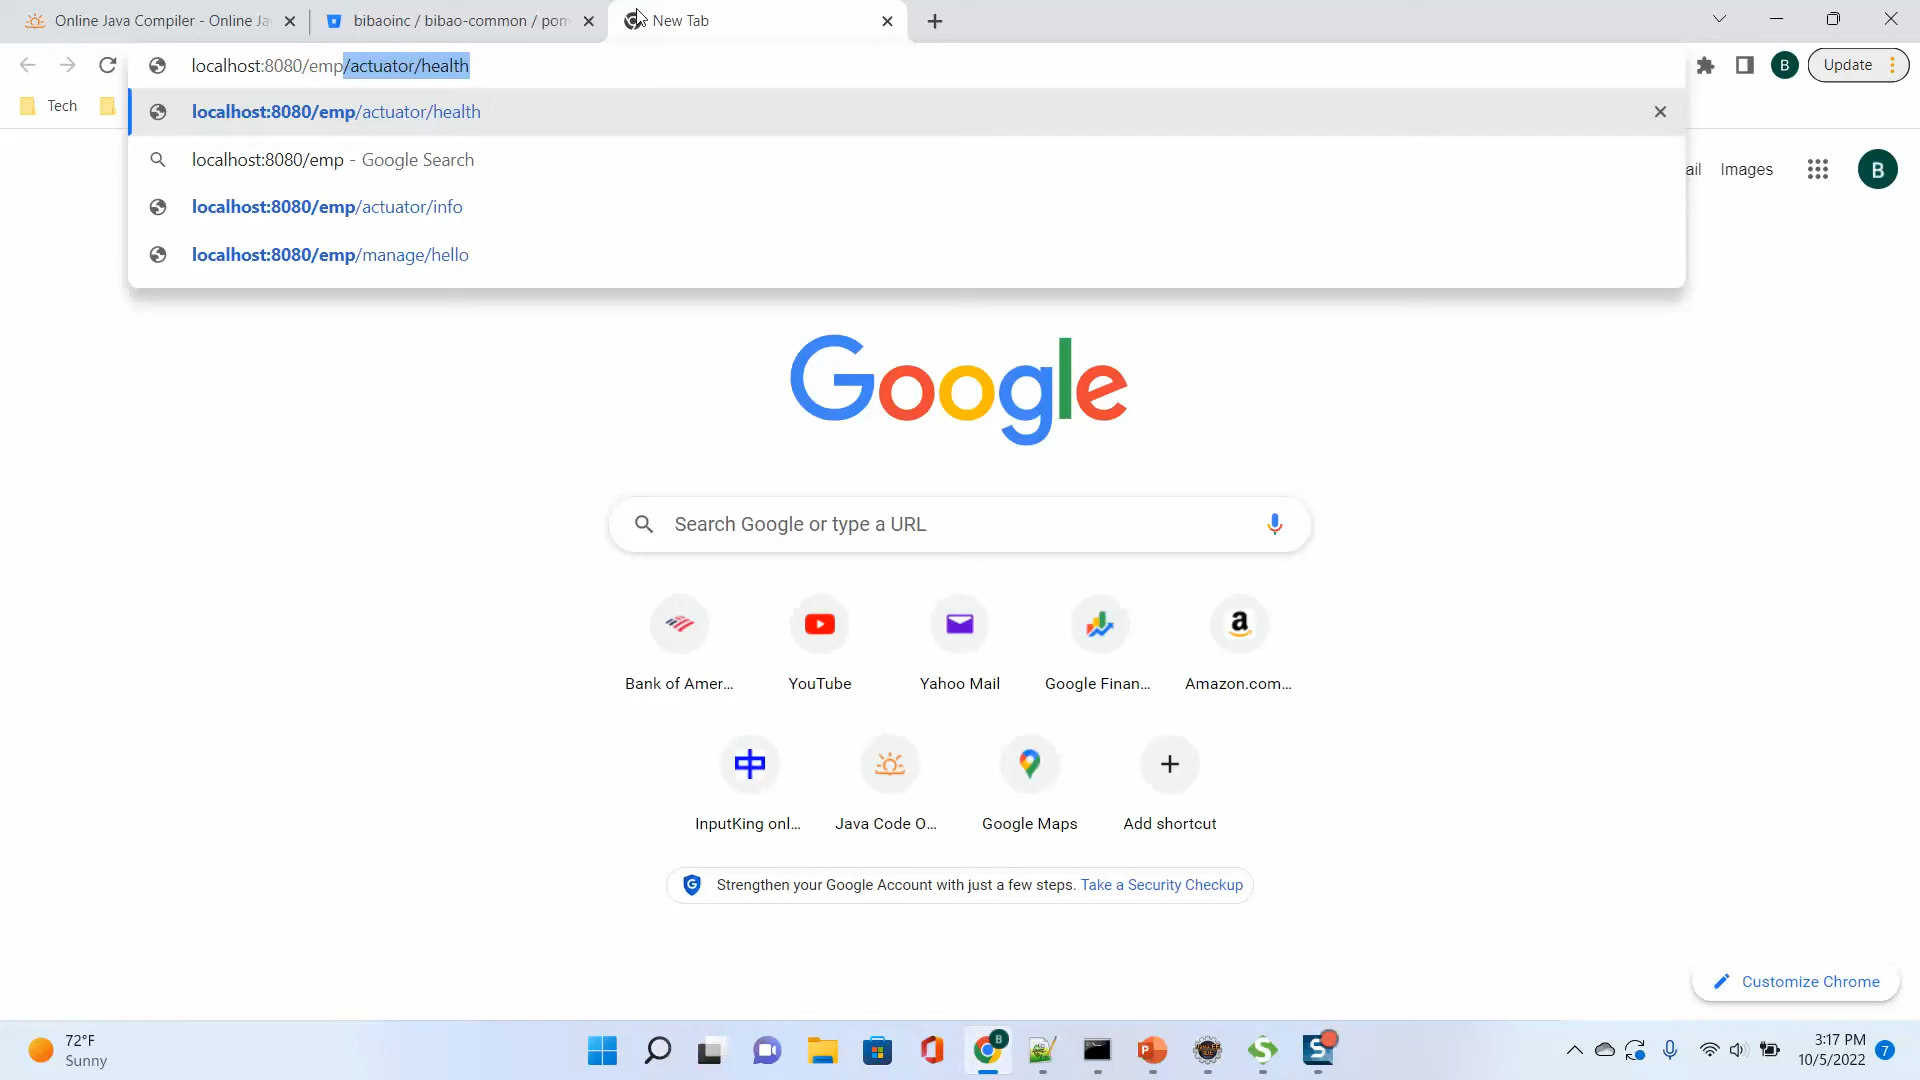 Online Java Compiler - Online Ja
bibaoinc / bibao-common / pom
New Tab
localhost:8080/emp/actuator/health
B
Update
Tech
localhost:8080/emp/actuator/health
localhost:8080/emp - Google Search
localhost:8080/emp/actuator/info
localhost:8080/emp/manage/hello
ail
Images
B
Google
Search Google or type a URL
Bank of Amer...
YouTube
Yahoo Mail
Google Finan...
Amazon.com...
InputKing onl...
Java Code O...
Google Maps
Add shortcut
Strengthen your Google Account with just a few steps. Take a Security Checkup
Customize Chrome
72°F
Sunny
3:17 PM
10/5/2022
7